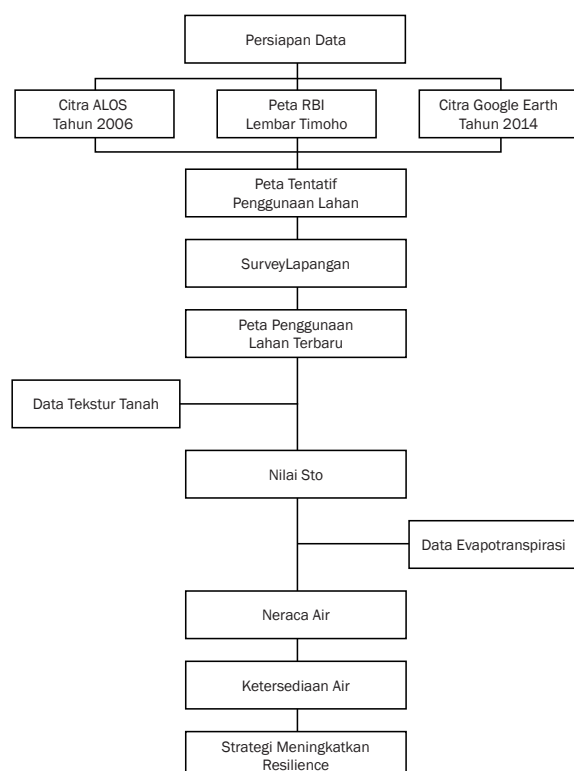 Persiapan Data
Citra ALOS
Tahun 2006
Peta RBI
Lembar Timoho
Citra Google Earth
Tahun 2014
Peta Tentatif
Penggunaan Lahan
SurveyLapangan
Peta Penggunaan
Lahan Terbaru
Data Tekstur Tanah
Nilai Sto
Data Evapotranspirasi
Neraca Air
Ketersediaan Air
Strategi Meningkatkan
Resilience